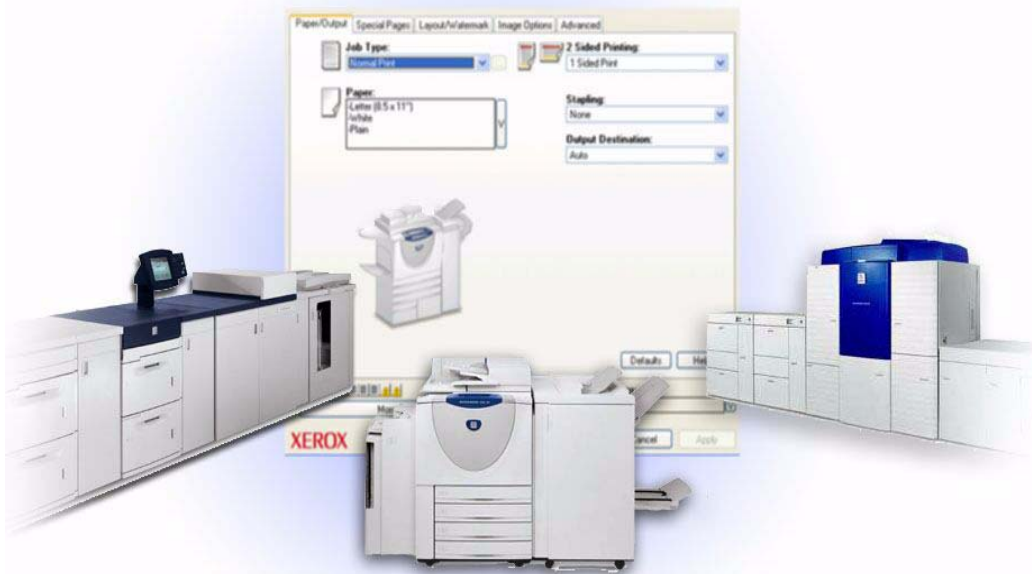 Paper/Output Special Pages Layout/Watermark Image Options Advanced
Job Type: 2 Sided Printing:
Normal Print 1 Sided Print
Paper: Stapling:
-Letter (8.5 x 11")
-White None
-Plain
Output Destination:
Auto
Defaults
XEROX
Apply